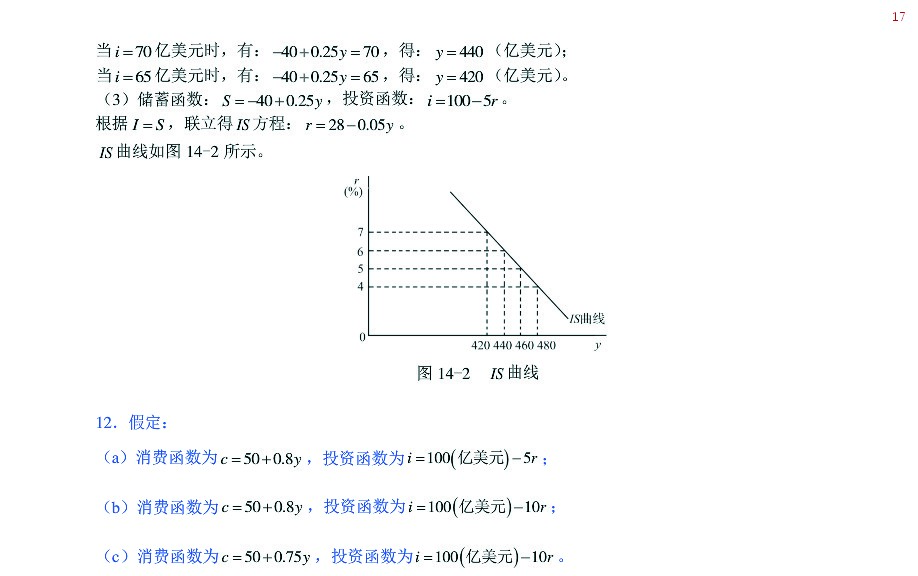 17
当i=70亿美元时，有：-40+0.25y=70，得：y=440（亿美元）；
当i=65亿美元时，有：-40+0.25y=65，得：y=420（亿美元）。
（3）储蓄函数：S=-40+0.25y，投资函数：i=100-5r。
根据I=S，联立得IS方程：r=28-0.05y。
IS曲线如图 14-2 所示。
r
(%)
7
6
5
4
IS曲线
0
420 440 460 480 y
图 14-2 IS曲线
12．假定：
（a）消费函数为c=50+0.8y，投资函数为i=100(亿美元)-5r；
（b）消费函数为c=50+0.8y，投资函数为i=100(亿美元)-10r；
（c）消费函数为c=50+0.75y，投资函数为i=100(亿美元)-10r。